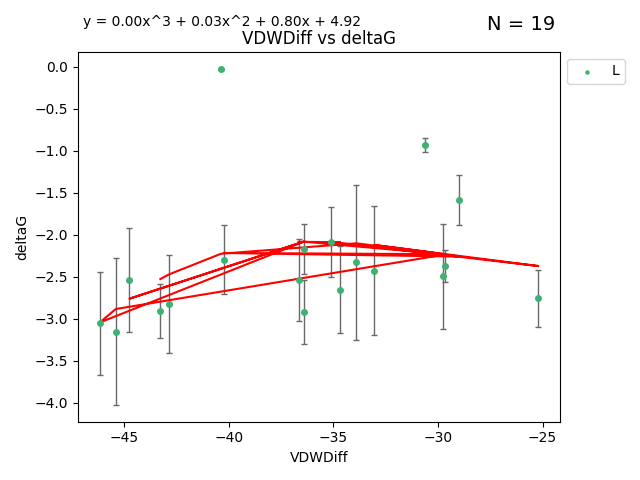 y = 0.00x^3 + 0.03x^2 + 0.80x + 4.92
N = 19
VDWDiff vs deltaG
L
0.0
−0.5
−1.0
−1.5
−2.0
−2.5
−3.0
−3.5
−4.0
deltaG
−45 −40 −35 −30 −25
VDWDiff